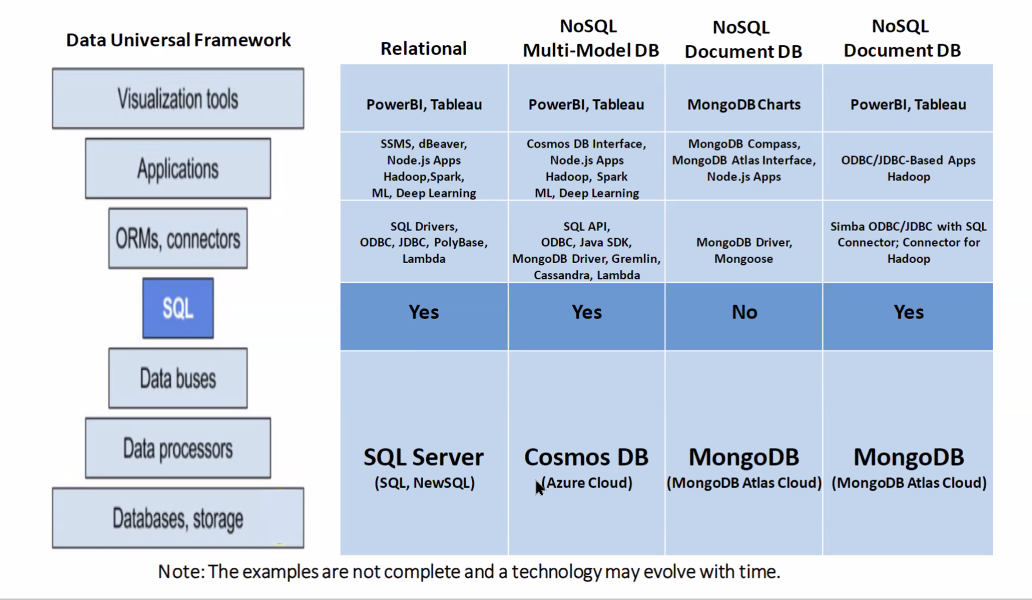 Data Universal Framework
Visualization tools
Applications
ORMs, connectors
SQL
Data buses
Data processors
Databases, storage
Relational
NoSQL
Multi-Model DB
NoSQL
Document DB
NoSQL
Document DB
PowerBI, Tableau
PowerBI, Tableau
MongoDB Charts
PowerBI, Tableau
SSMS, dBeaver,
Node.js Apps
Hadoop,Spark,
ML, Deep Learning
Cosmos DB Interface,
Node.js Apps
Hadoop, Spark
ML, Deep Learning
MongoDB Compass,
MongoDB Atlas Interface,
Node.js Apps
ODBC/JDBC-Based Apps
Hadoop
SQL Drivers,
ODBC, JDBC, PolyBase,
Lambda
SQL API,
ODBC, Java SDK,
MongoDB Driver, Gremlin,
Cassandra, Lambda
MongoDB Driver,
Mongoose
Simba ODBC/JDBC with SQL
Connector; Connector for
Hadoop
Yes
Yes
No
Yes
SQL Server
(SQL, NewSQL)
Cosmos DB
(Azure Cloud)
MongoDB
(MongoDB Atlas Cloud)
MongoDB
(MongoDB Atlas Cloud)
Note: The examples are not complete and a technology may evolve with time.